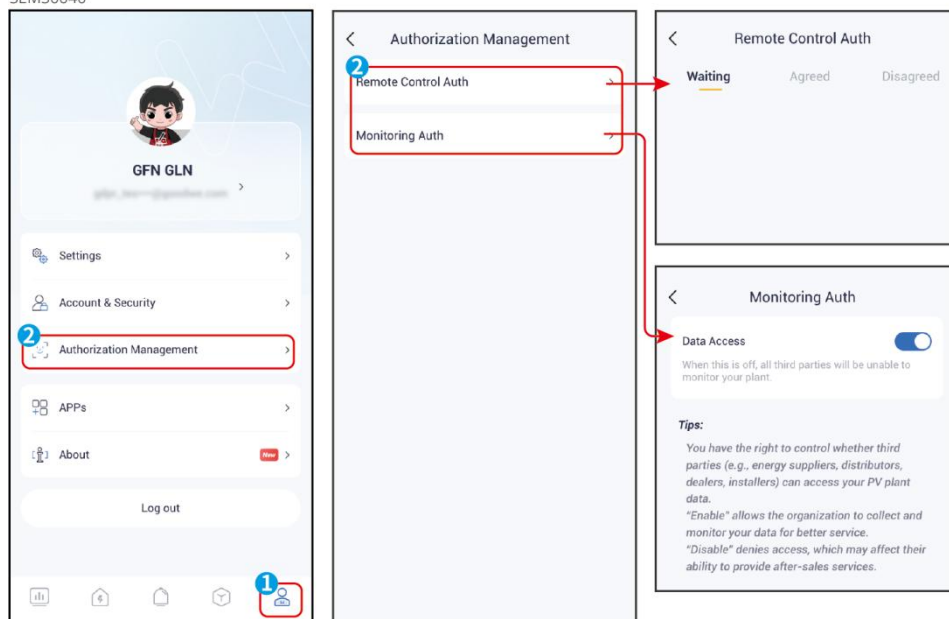 SEMS0040
GFN GLN
Settings
Account & Security
2
Authorization Management
APPs
About
New
Log out
1
Authorization Management
2
Remote Control Auth
Monitoring Auth
Remote Control Auth
Waiting
Agreed
Disagreed
Monitoring Auth
Data Access
When this is off, all third parties will be unable to
monitor your plant.
Tips:
You have the right to control whether third
parties (e.g., energy suppliers, distributors,
dealers, installers) can access your PV plant
data.
"Enable" allows the organization to collect and
monitor your data for better service.
"Disable" denies access, which may affect their
ability to provide after-sales services.